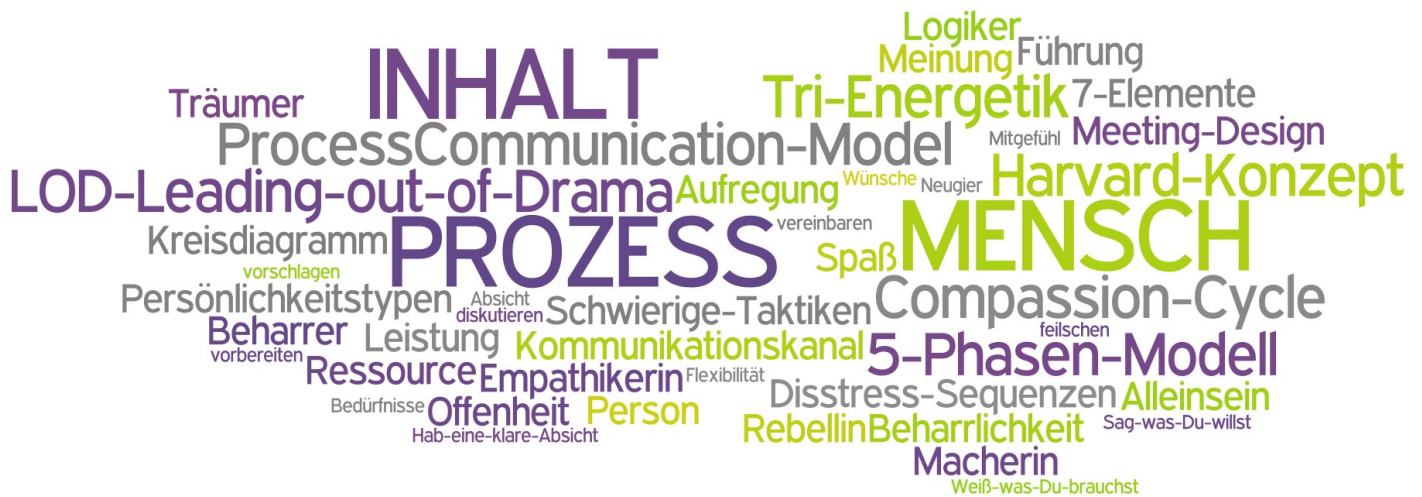 Logiker
Meinung Führung
INHALT
Träumer
Tri-Energetik 7-Elemente
ProcessCommunication-Model
Mitgefühl Meeting-Design
LOD-Leading-out-of-Drama Aufregung Wünsche Neugier Harvard-Konzept
Kreisdiagramm PROZESS vereinbaren
Spaß MENSCH
vorschlagen
Persönlichkeitstypen Absicht
diskutieren Schwierige-Taktiken Compassion-Cycle
Beharrer Leistung
feilschen
vorbereiten
Kommunikationskanal 5-Phasen-Modell
Ressource Empathikerin Flexibilität
Disstress-Sequenzen Alleinsein
Bedürfnisse Offenheit Person
Rebellin Beharrlichkeit Sag-was-Du-willst
Hab-eine-klare-Absicht
Macherin
Weiß-was-Du-brauchst